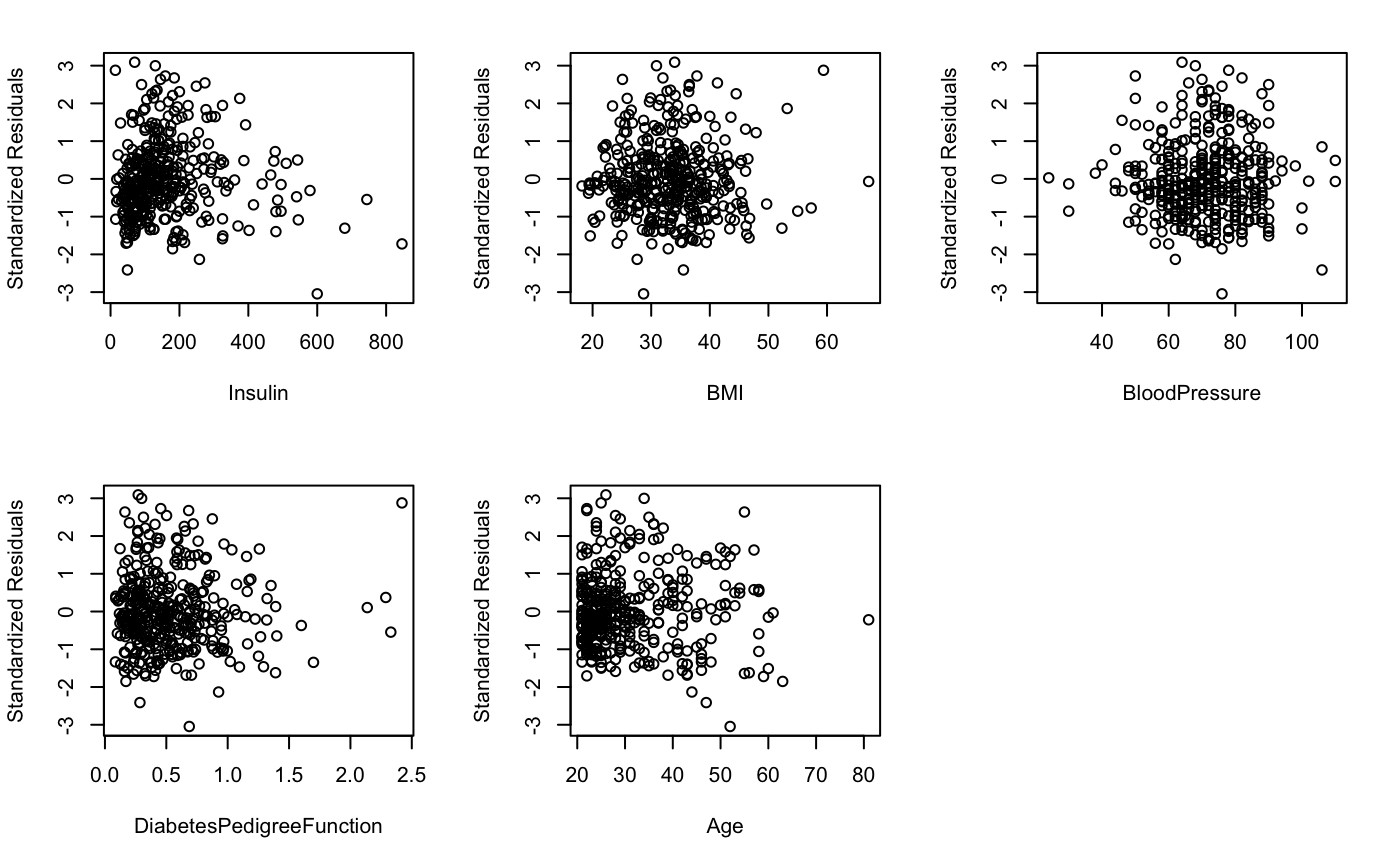 Standardized Residuals
3
2
1
0
-1
-2
-3
0 200 400 600 800
Insulin
Standardized Residuals
3
2
1
0
-1
-2
-3
20 30 40 50 60
BMI
Standardized Residuals
3
2
1
0
-1
-2
-3
40 60 80 100
BloodPressure
Standardized Residuals
3
2
1
0
-1
-2
-3
0.0 0.5 1.0 1.5 2.0 2.5
DiabetesPedigreeFunction
Standardized Residuals
3
2
1
0
-1
-2
-3
20 30 40 50 60 70 80
Age